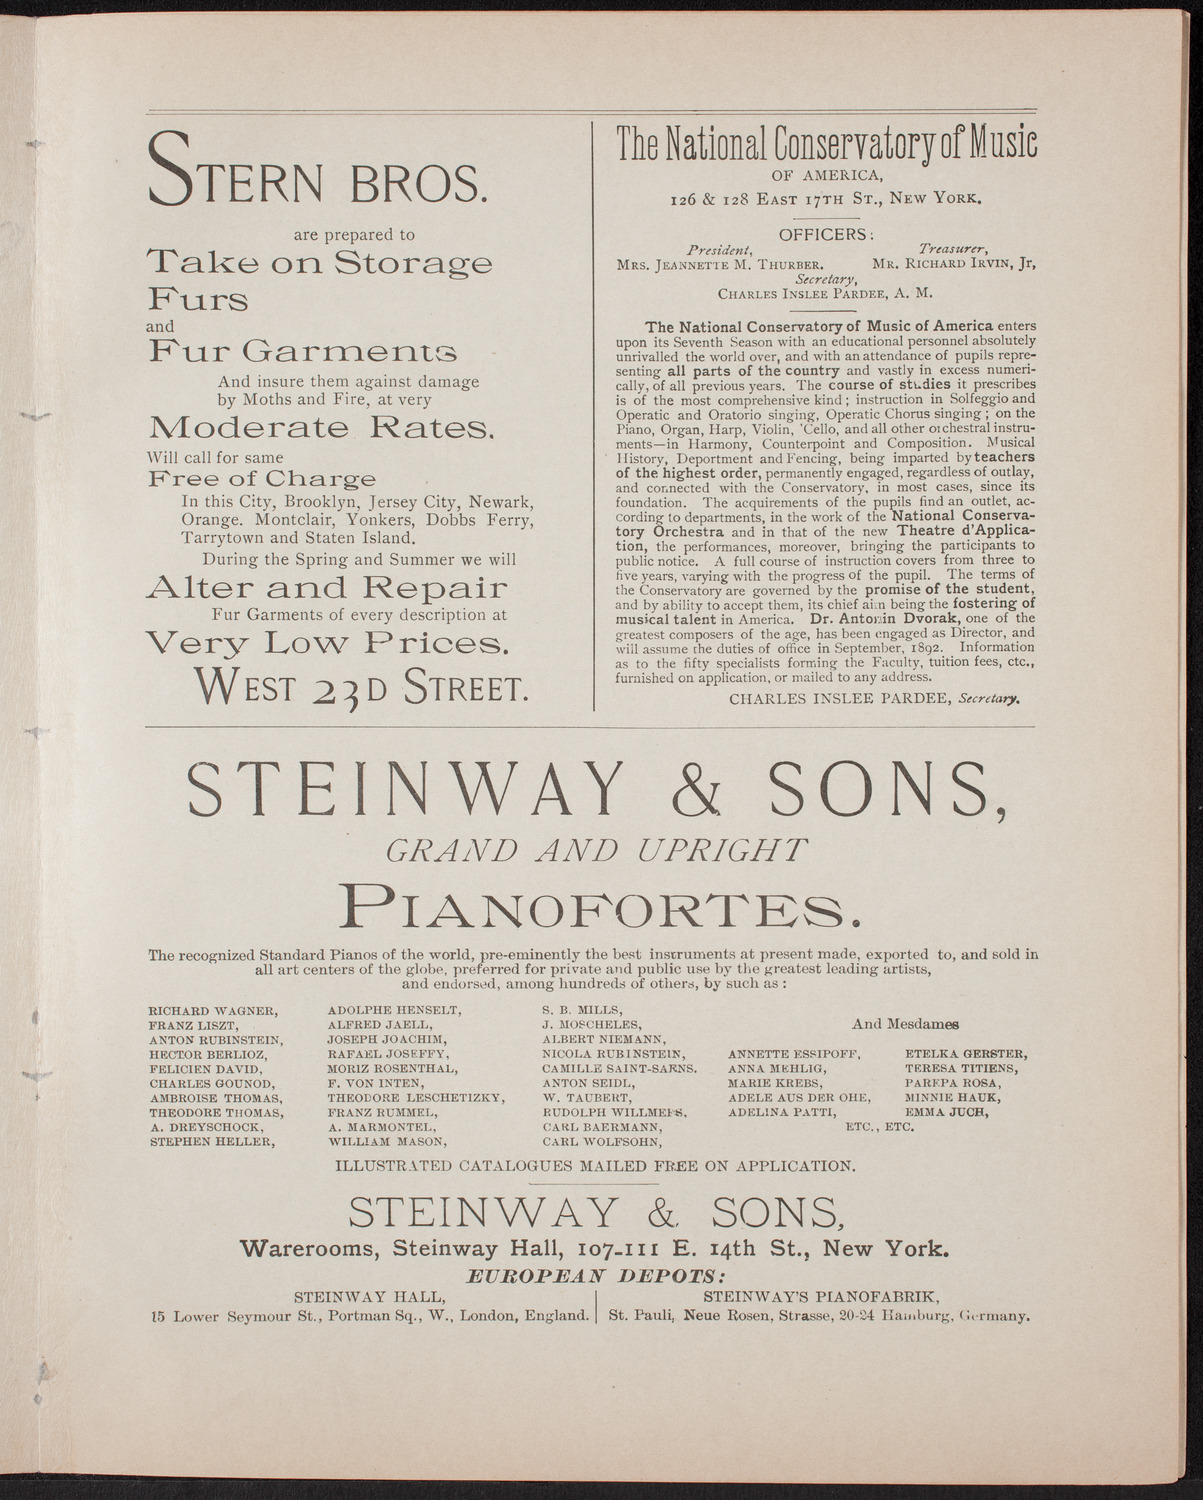 STERN BROS.
are prepared to
Take on Storage
Furs
and
Fur Garments
And insure them against damage
by Moths and Fire, at very
Moderate Rates.
Will call for same
Free of Charge
In this City, Brooklyn, Jersey City, Newark,
Orange. Montclair, Yonkers, Dobbs Ferry,
Tarrytown and Staten Island.
During the Spring and Summer we will
Alter and Repair
Fur Garments of every description at
Very Low Prices.
WEST 23D STREET.
The National Conservatory of Music
OF AMERICA,
126 & 128 EAST 17TH ST., NEW YORK.
OFFICERS:
President, Treasurer,
MRS. JEANNETTE M. THURBER. MR. RICHARD IRVIN, Jr,
Secretary,
CHARLES INSLEE PARDEE, A. M.
The National Conservatory of Music of America enters
upon its Seventh Season with an educational personnel absolutely
unrivalled the world over, and with an attendance of pupils repre-
senting all parts of the country and vastly in excess numeri-
cally, of all previous years. The course of studies it prescribes
is of the most comprehensive kind; instruction in Solfeggio and
Operatic and Oratorio singing, Operatic Chorus singing; on the
Piano, Organ, Harp, Violin, 'Cello, and all other orchestral instru-
ments—in Harmony, Counterpoint and Composition. Musical
History, Deportment and Fencing, being imparted by teachers
of the highest order, permanently engaged, regardless of outlay,
and connected with the Conservatory, in most cases, since its
foundation. The acquirements of the pupils find an outlet, ac-
cording to departments, in the work of the National Conserva-
tory Orchestra and in that of the new Theatre d'Applica-
tion, the performances, moreover, bringing the participants to
public notice. A full course of instruction covers from three to
five years, varying with the progress of the pupil. The terms of
the Conservatory are governed by the promise of the student,
and by ability to accept them, its chief aim being the fostering of
musical talent in America. Dr. Antonin Dvorak, one of the
greatest composers of the age, has been engaged as Director, and
will assume the duties of office in September, 1892. Information
as to the fifty specialists forming the Faculty, tuition fees, etc.,
furnished on application, or mailed to any address.
CHARLES INSLEE PARDEE, Secretary.
STEINWAY & SONS,
GRAND AND UPRIGHT
PIANOFORTES.
The recognized Standard Pianos of the world, pre-eminently the best instruments at present made, exported to, and sold in
all art centers of the globe, preferred for private and public use by the greatest leading artists,
and endorsed, among hundreds of others, by such as:
RICHARD WAGNER,
FRANZ LISZT,
ANTON RUBINSTEIN,
HECTOR BERLIOZ,
FELICIEN DAVID,
CHARLES GOUNOD,
AMBROISE THOMAS,
THEODORE THOMAS,
A. DREYSCHOCK,
STEPHEN HELLER,
ADOLPHE HENSELT,
ALFRED JAELL,
JOSEPH JOACHIM,
RAFAEL JOSEFFY,
MORIZ ROSENTHAL,
F. VON INTEN,
THEODORE LESCHETIZKY,
FRANZ RUMMEL,
A. MARMONTEL,
WILLIAM MASON,
S. B. MILLS,
J. MOSCHELES,
ALBERT NIEMANN,
NICOLA RUBINSTEIN,
CAMILLE SAINT-SAENS.
ANTON SEIDL,
W. TAUBERT,
RUDOLPH WILLMERS,
CARL BAERMANN,
CARL WOLFSOHN,
And Mesdames
ANNETTE ESSIPOFF, ETELKA GERSTER,
ANNA MEHLIG, TERESA TITIENS,
MARIE KREBS, PAREPA ROSA,
ADELE AUS DER OHE, MINNIE HAUK,
ADELINA PATTI, EMMA JUCH,
ETC., ETC.
ILLUSTRATED CATALOGUES MAILED FREE ON APPLICATION.
STEINWAY & SONS,
Warerooms, Steinway Hall, 107-111 E. 14th St., New York.
EUROPEAN DEPOTS:
STEINWAY HALL,
15 Lower Seymour St., Portman Sq., W., London, England.
STEINWAY'S PIANOFABRIK,
St. Pauli, Neue Rosen, Strasse, 20-24 Hamburg, Germany.